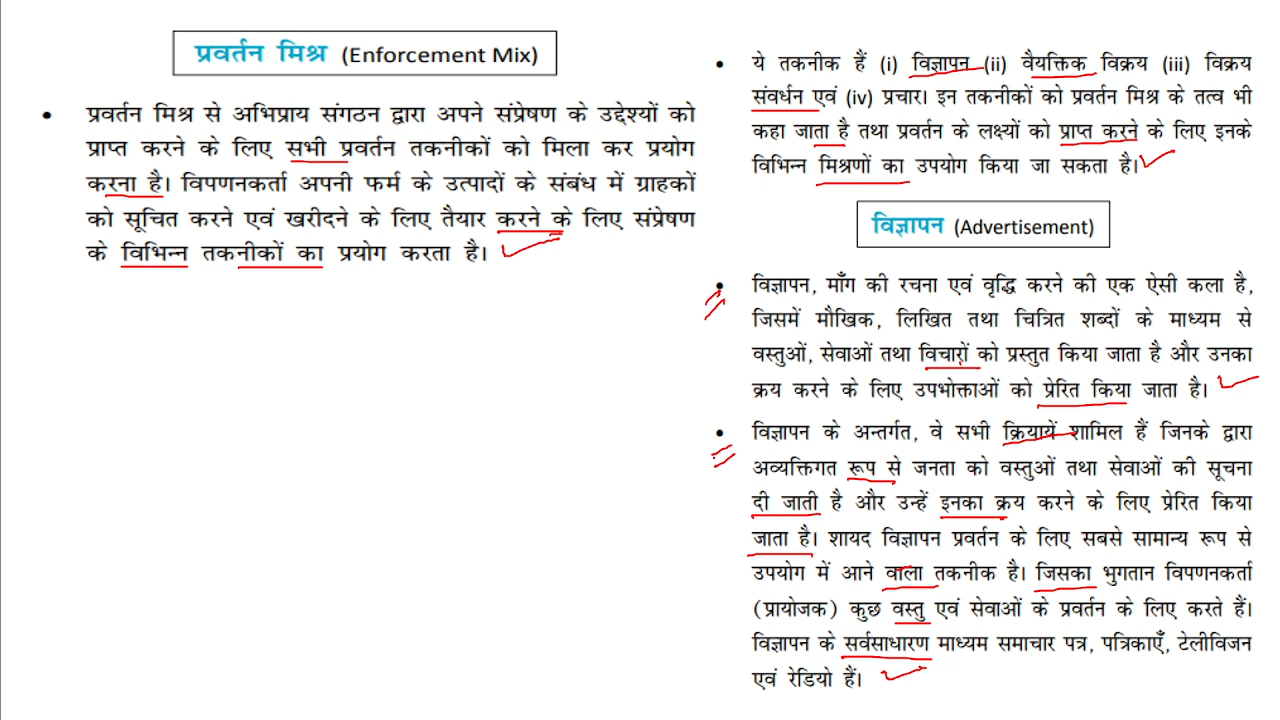 प्रवर्तन मिश्र (Enforcement Mix)
• प्रवर्तन मिश्र से अभिप्राय संगठन द्वारा अपने संप्रेषण के उद्देश्यों को
प्राप्त करने के लिए सभी प्रवर्तन तकनीकों को मिला कर प्रयोग
करना है। विपणनकर्ता अपनी फर्म के उत्पादों के संबंध में ग्राहकों
को सूचित करने एवं खरीदने के लिए तैयार करने के लिए संप्रेषण
के विभिन्न तकनीकों का प्रयोग करता है।
• ये तकनीक हैं (i) विज्ञापन (ii) वैयक्तिक विक्रय (iii) विक्रय
संवर्धन एवं (iv) प्रचार। इन तकनीकों को प्रवर्तन मिश्र के तत्व भी
कहा जाता है तथा प्रवर्तन के लक्ष्यों को प्राप्त करने के लिए इनके
विभिन्न मिश्रणों का उपयोग किया जा सकता है।
विज्ञापन (Advertisement)
• विज्ञापन, माँग की रचना एवं वृद्धि करने की एक ऐसी कला है,
जिसमें मौखिक, लिखित तथा चित्रित शब्दों के माध्यम से
वस्तुओं, सेवाओं तथा विचारों को प्रस्तुत किया जाता है और उनका
क्रय करने के लिए उपभोक्ताओं को प्रेरित किया जाता है।
• विज्ञापन के अन्तर्गत, वे सभी क्रियायें शामिल हैं जिनके द्वारा
अव्यक्तिगत रूप से जनता को वस्तुओं तथा सेवाओं की सूचना
दी जाती है और उन्हें इनका क्रय करने के लिए प्रेरित किया
जाता है। शायद विज्ञापन प्रवर्तन के लिए सबसे सामान्य रूप से
उपयोग में आने वाला तकनीक है। जिसका भुगतान विपणनकर्ता
(प्रायोजक) कुछ वस्तु एवं सेवाओं के प्रवर्तन के लिए करते हैं।
विज्ञापन के सर्वसाधारण माध्यम समाचार पत्र, पत्रिकाएँ, टेलीविजन
एवं रेडियो हैं।